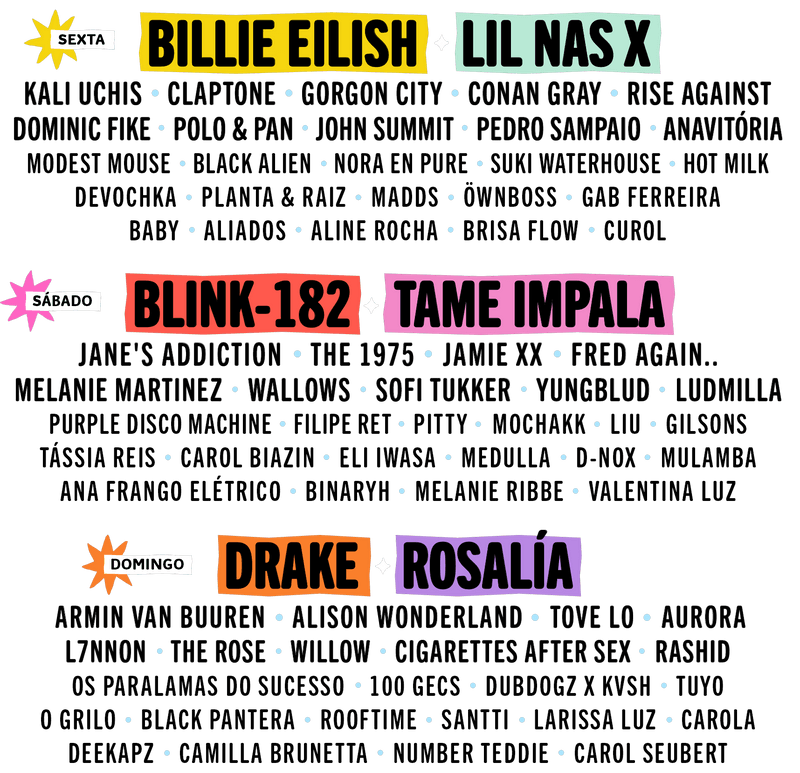 SEXTA BILLIE EILISH LIL NAS X
KALI UCHIS • CLAPTONE • GORGON CITY • CONAN GRAY • RISE AGAINST
DOMINIC FIKE • POLO & PAN • JOHN SUMMIT • PEDRO SAMPAIO • ANAVITÓRIA
MODEST MOUSE • BLACK ALIEN • NORA EN PURE • SUKI WATERHOUSE • HOT MILK
DEVOCHKA • PLANTA & RAIZ • MADDS • ÖWNBOSS • GAB FERREIRA
BABY • ALIADOS • ALINE ROCHA • BRISA FLOW • CUROL
SÁBADO BLINK-182 TAME IMPALA
JANE'S ADDICTION • THE 1975 • JAMIE XX • FRED AGAIN..
MELANIE MARTINEZ • WALLOWS • SOFI TUKKER • YUNGBLUD • LUDMILLA
PURPLE DISCO MACHINE • FILIPE RET • PITTY • MOCHAKK • LIU • GILSONS
TÁSSIA REIS • CAROL BIAZIN • ELI IWASA • MEDULLA • D-NOX • MULAMBA
ANA FRANGO ELÉTRICO • BINARYH • MELANIE RIBBE • VALENTINA LUZ
DOMINGO DRAKE ROSALÍA
ARMIN VAN BUUREN • ALISON WONDERLAND • TOVE LO • AURORA
L7NNON • THE ROSE • WILLOW • CIGARETTES AFTER SEX • RASHID
OS PARALAMAS DO SUCESSO • 100 GECS • DUBDOGZ X KVSH • TUYO
O GRILO • BLACK PANTERA • ROOFTIME • SANTTI • LARISSA LUZ • CAROLA
DEEKAPZ • CAMILLA BRUNETTA • NUMBER TEDDIE • CAROL SEUBERT